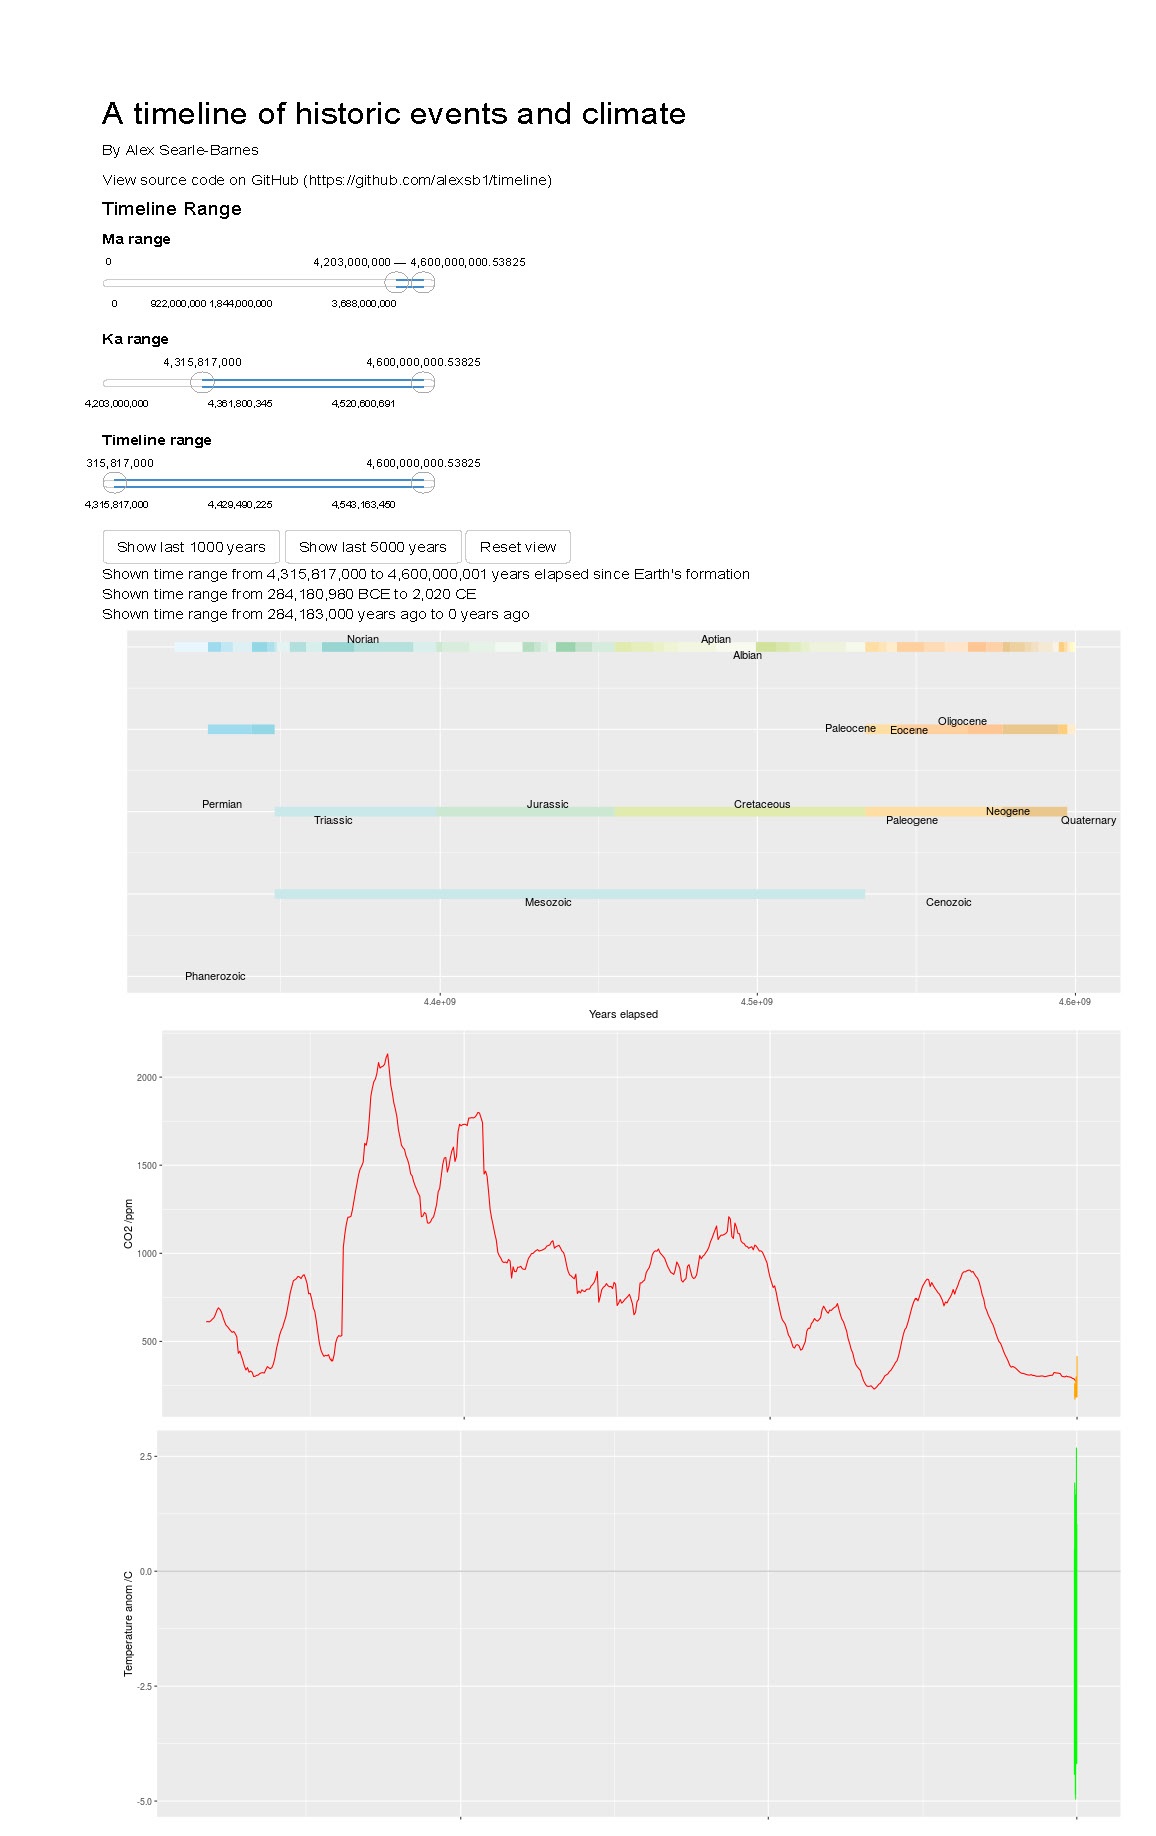 A timeline of historic events and climate
By Alex Searle-Barnes
View source code on GitHub (https://github.com/alexsb1/timeline)
Timeline Range
Ma range
0 4,203,000,000 — 4,600,000,000.53825
0 922,000,000 1,844,000,000 3,688,000,000
Ka range
4,315,817,000 4,600,000,000.53825
4,203,000,000 4,361,800,345 4,520,600,691
Timeline range
315,817,000 4,600,000,000.53825
4,315,817,000 4,429,490,225 4,543,163,450
Show last 1000 years Show last 5000 years Reset view
Shown time range from 4,315,817,000 to 4,600,000,001 years elapsed since Earth's formation
Shown time range from 284,180,980 BCE to 2,020 CE
Shown time range from 284,183,000 years ago to 0 years ago
Norian Aptian
Albian
Oligocene
Paleocene Eocene
Permian Jurassic Cretaceous
Neogene
Triassic Paleogene Quaternary
Mesozoic Cenozoic
Phanerozoic
4.4e+09 4.5e+09 4.6e+09
Years elapsed
2000
1500
CO2 /ppm
1000
500
2.5
0.0
Temperature anom /C
-2.5
-5.0